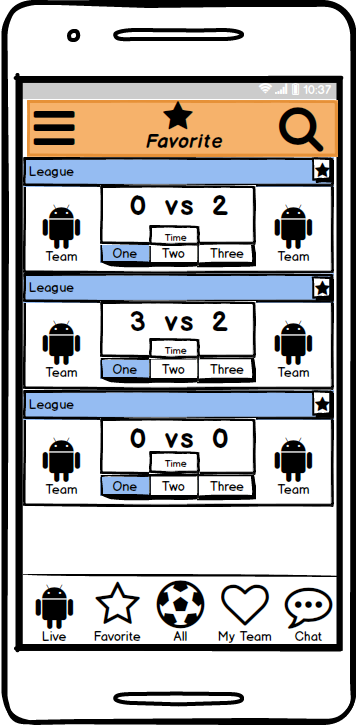 10:37
Favorite
League
0 vs 2
Time
Team
One Two Three
Team
League
3 vs 2
Time
Team
One Two Three
Team
League
0 vs 0
Time
Team
One Two Three
Team
Live Favorite All My Team Chat